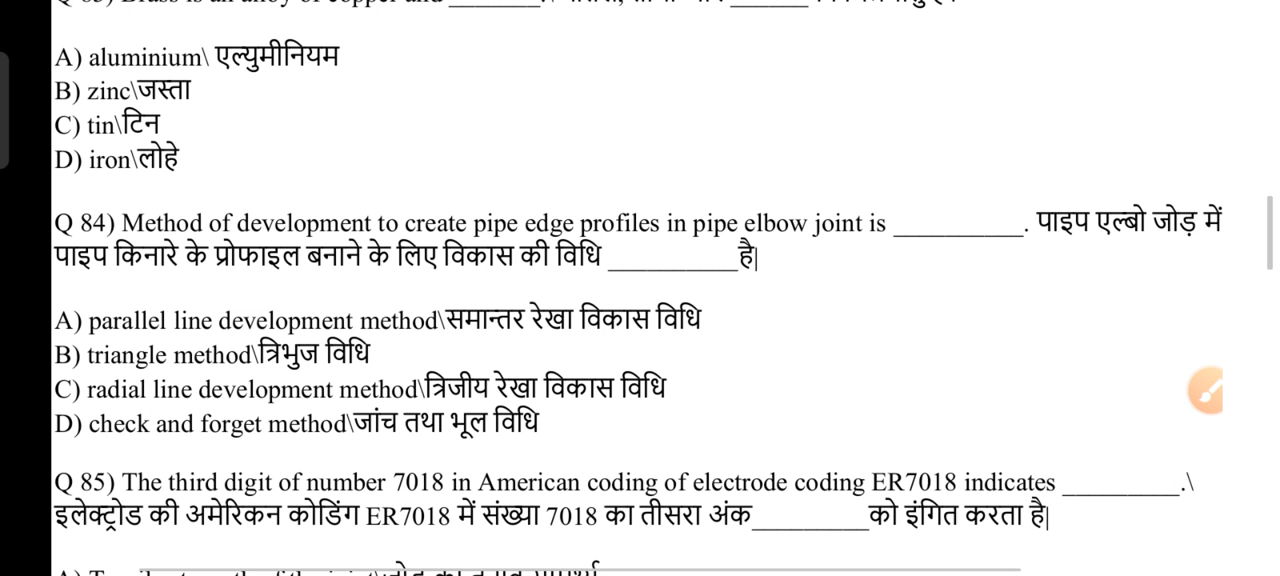 A) aluminium\ एल्युमीनियम
B) zinc\जस्ता
C) tin\टिन
D) iron\लोहे
Q 84) Method of development to create pipe edge profiles in pipe elbow joint is __________. पाइप एल्बो जोड़ में
पाइप किनारे के प्रोफाइल बनाने के लिए विकास की विधि __________है|
A) parallel line development method\समान्तर रेखा विकास विधि
B) triangle method\त्रिभुज विधि
C) radial line development method\त्रिजीय रेखा विकास विधि
D) check and forget method\जांच तथा भूल विधि
Q 85) The third digit of number 7018 in American coding of electrode coding ER7018 indicates _________.\
इलेक्ट्रोड की अमेरिकन कोडिंग ER7018 में संख्या 7018 का तीसरा अंक_________को इंगित करता है|